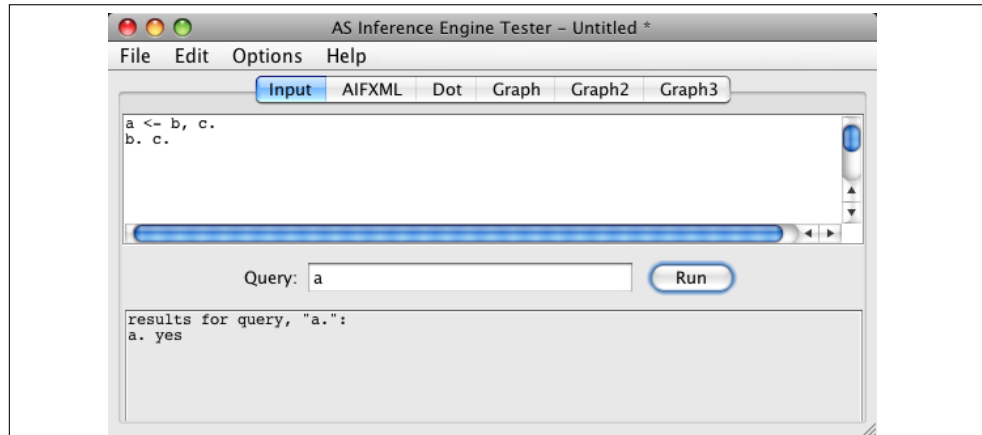 AS Inference Engine Tester – Untitled *
File Edit Options Help
Input AIFXML Dot Graph Graph2 Graph3
a <- b, c.
b. c.
Query: a Run
results for query, "a.":
a. yes